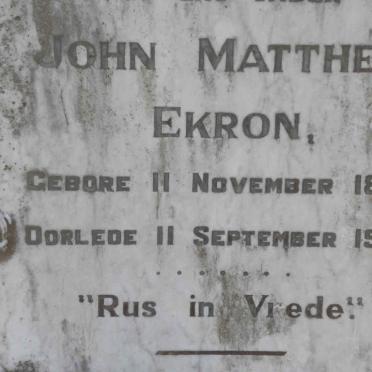 JOHN MATTHE
EKRON,
GEBORE 11 NOVEMBER 18
OORLEDE 11 SEPTEMBER 19
.......
"Rus in Vrede."